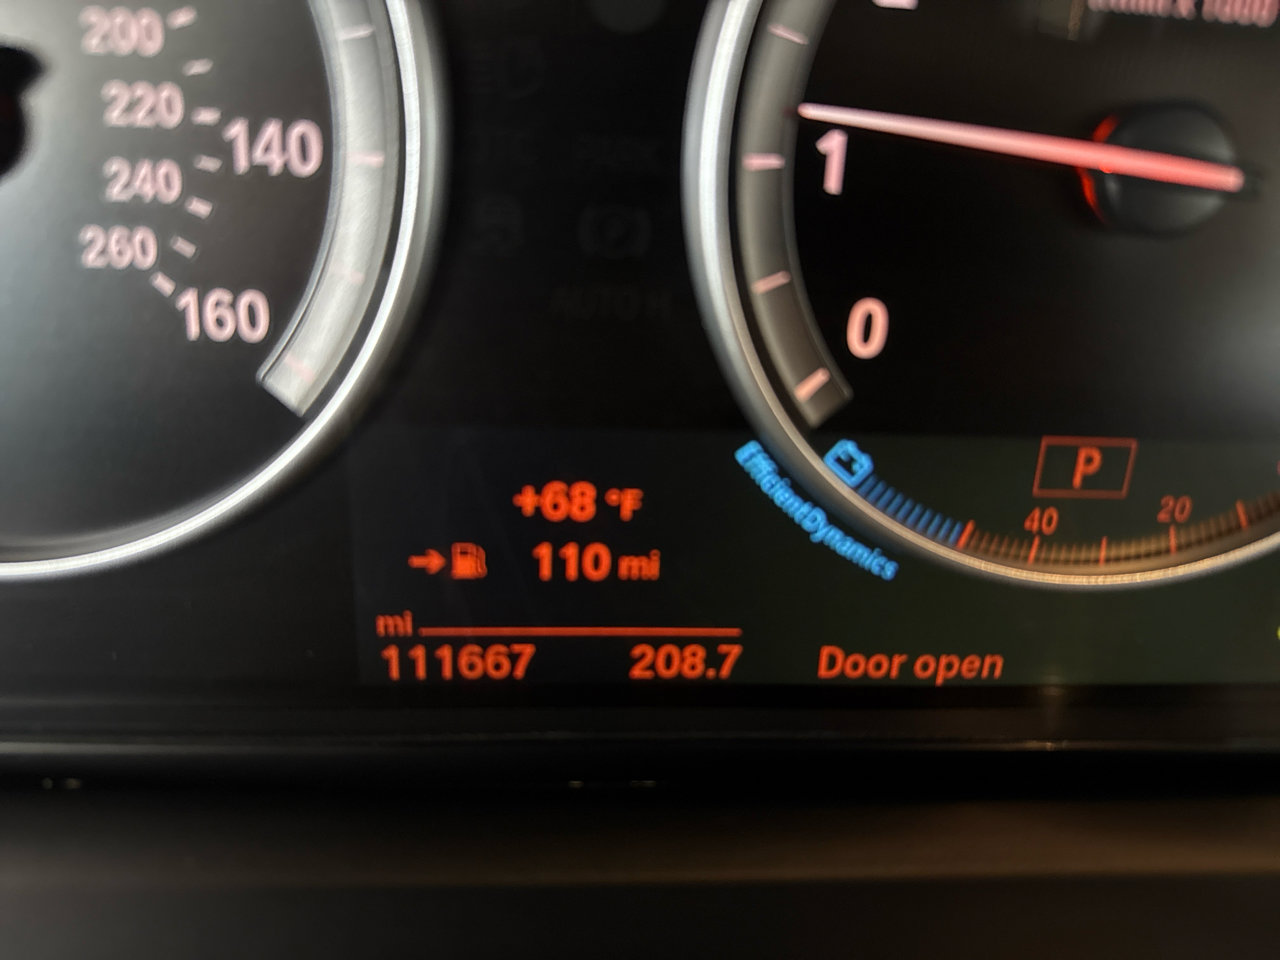 200
220
240
260
140
160
1
0
+68 °F
110 mi
mi
111667 208.7
EfficientDynamics
P
40 20
Door open